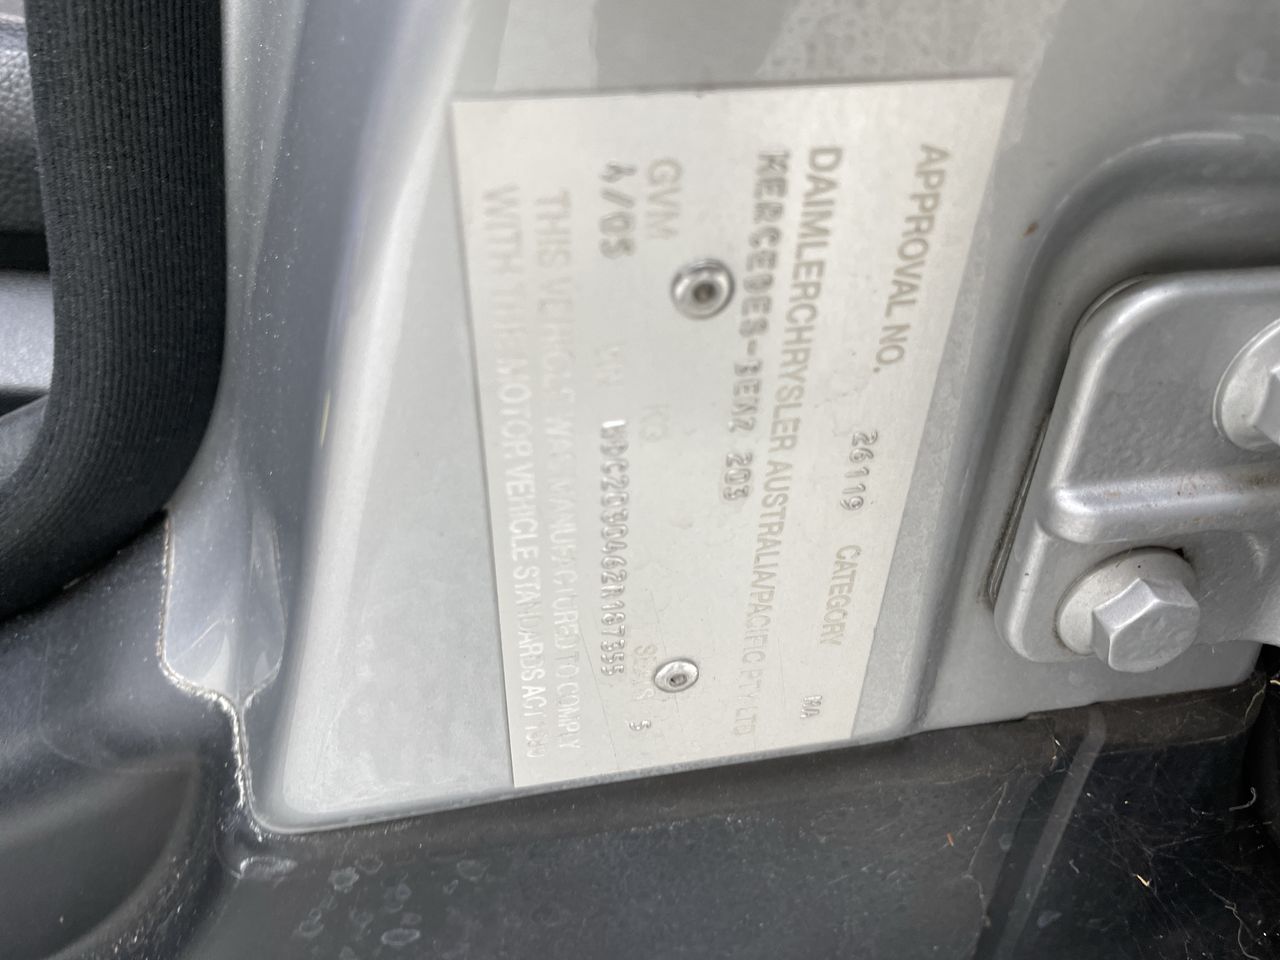 APPROVAL NO. 26119 CATEGORY MA
DAIMLERCHRYSLER AUSTRALIA/PACIFIC PTY LTD
MERCEDES-BENZ 203
GVM KG SEATS 5
4/05 VIN
THIS VEHICLE WAS MANUFACTURED TO COMPLY
WITH THE MOTOR VEHICLE STANDARDS ACT